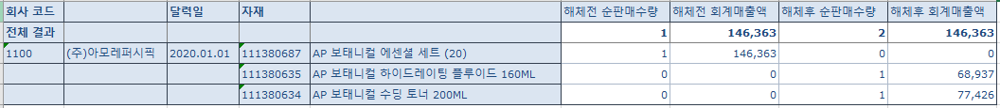 회사 코드 달력일 자재 해체전 순판매수량 해체전 회계매출액 해체후 순판매수량 해체후 회계매출액
전체 결과 1 146,363 2 146,363
1100 (주)아모레퍼시픽 2020.01.01 111380687 AP 보태니컬 에센셜 세트 (20) 1 146,363 0 0
111380635 AP 보태니컬 하이드레이팅 플루이드 160ML 0 0 1 68,937
111380634 AP 보태니컬 수딩 토너 200ML 0 0 1 77,426